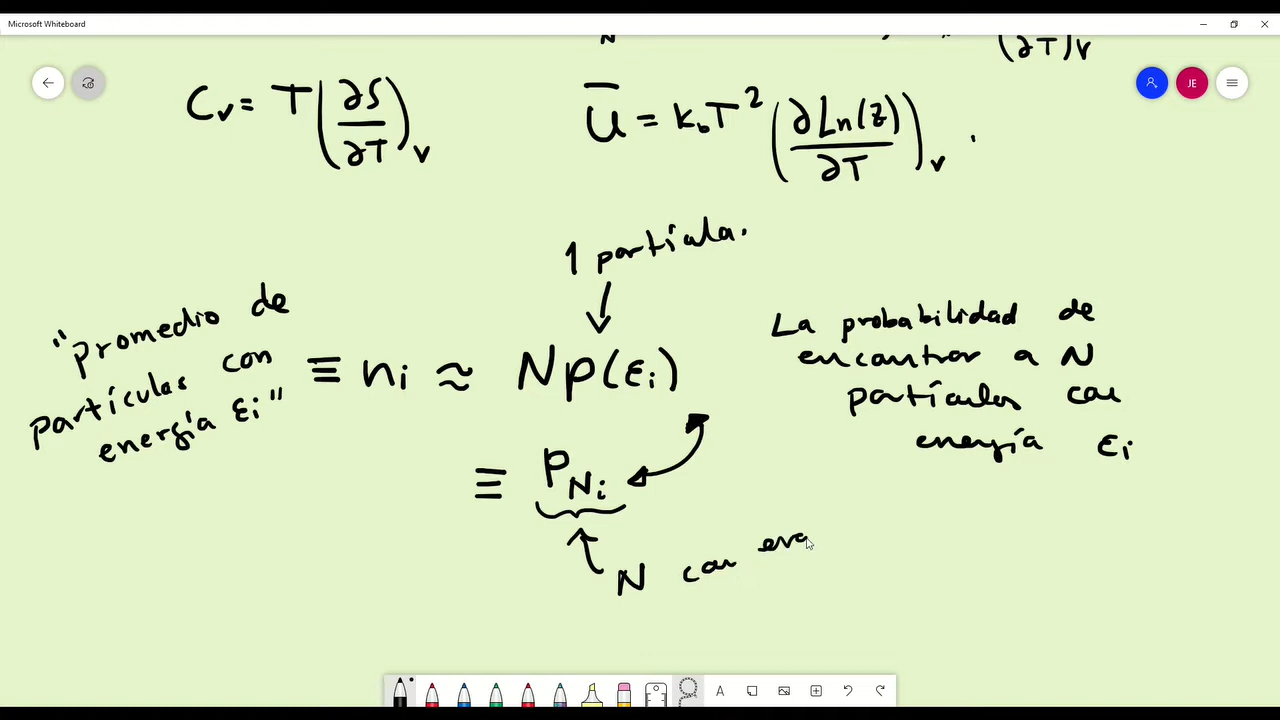 Microsoft Whiteboard
N
(∂T)V
Cv = T (∂S/∂T)v
U̅ = kbT² (∂Ln(z)/∂T)v .
JE
1 partícula.
"Promedio de
partículas con
energía εi"
≡ ni ≈ Np(εi)
≡ PNi
La probabilidad de
encontrar a N
partículas con
energía εi
N con
A